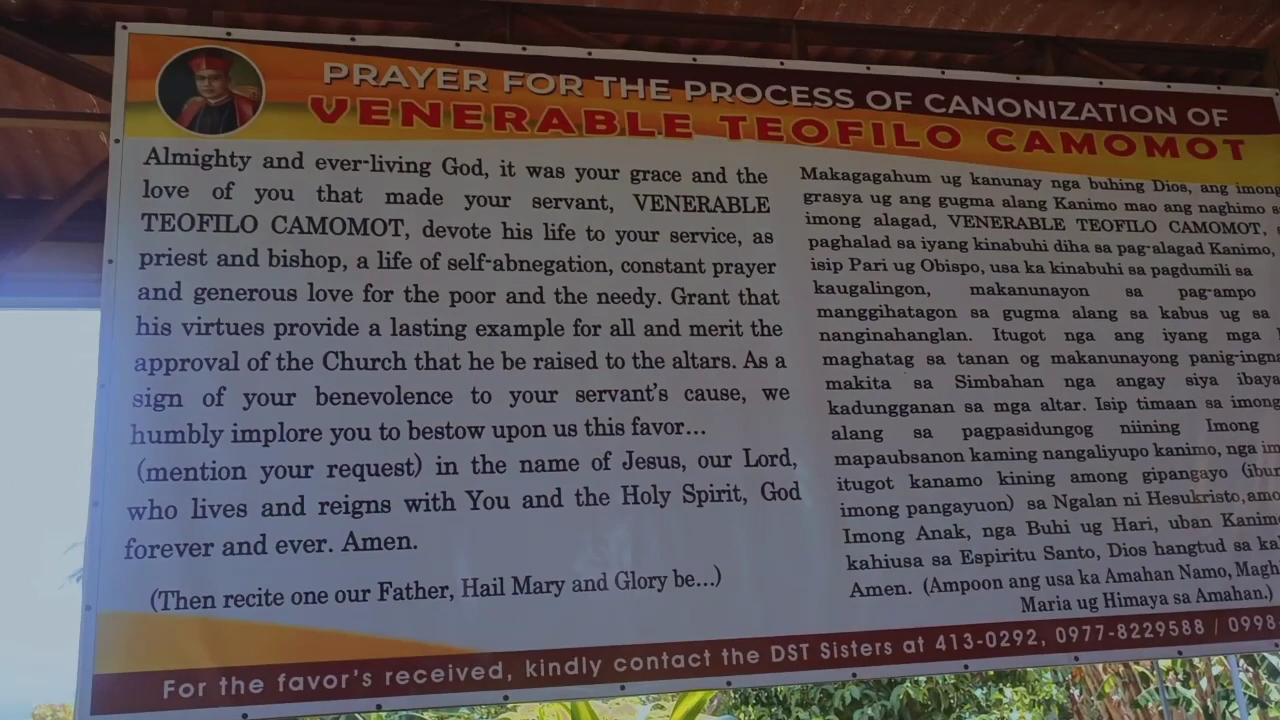 PRAYER FOR THE PROCESS OF CANONIZATION OF
VENERABLE TEOFILO CAMOMOT
Almighty and ever-living God, it was your grace and the
love of you that made your servant, VENERABLE
TEOFILO CAMOMOT, devote his life to your service, as
priest and bishop, a life of self-abnegation, constant prayer
and generous love for the poor and the needy. Grant that
his virtues provide a lasting example for all and merit the
approval of the Church that he be raised to the altars. As a
sign of your benevolence to your servant's cause, we
humbly implore you to bestow upon us this favor...
(mention your request) in the name of Jesus, our Lord,
who lives and reigns with You and the Holy Spirit, God
forever and ever. Amen.
(Then recite one our Father, Hail Mary and Glory be...)
Makagagahum ug kanunay nga buhing Dios, ang imong
grasya ug ang gugma alang Kanimo mao ang naghimo
imong alagad, VENERABLE TEOFILO CAMOMOT,
paghalad sa iyang kinabuhi diha sa pag-alagad Kanimo,
isip Pari ug Obispo, usa ka kinabuhi sa pagdumili sa
kaugalingon, makanunayon sa pag-ampo
manggihatagon sa gugma alang sa kabus ug sa
nanginahanglan. Itugot nga ang iyang mga
maghatag sa tanan og makanunayong
makita sa Simbahan nga angay siya
kadungganan sa mga altar. Isip timaan sa imong
alang sa pagpasidungog niining Imong
mapaubsanon kaming nangaliyupo kanimo, nga
itugot kanamo kining among gipangayo
imong pangayuon) sa Ngalan ni Hesukristo,
Imong Anak, nga Buhi ug Hari, uban
kahiusa sa Espiritu Santo, Dios hangtud sa
Amen. (Ampoon ang usa ka Amahan Namo,
Maria ug Himaya sa Amahan.)
For the favor's received, kindly contact the DST Sisters at 413-0292, 0977-8229588 / 0998